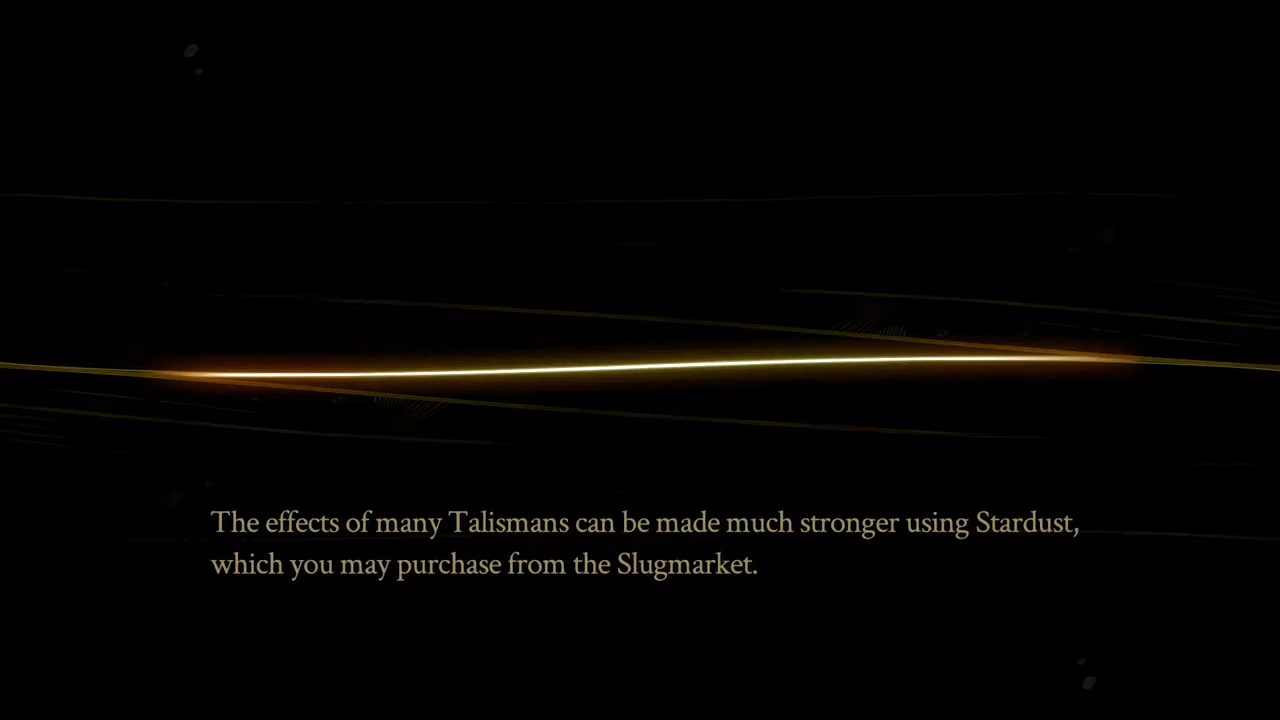 The effects of many Talismans can be made much stronger using Stardust,
which you may purchase from the Slugmarket.